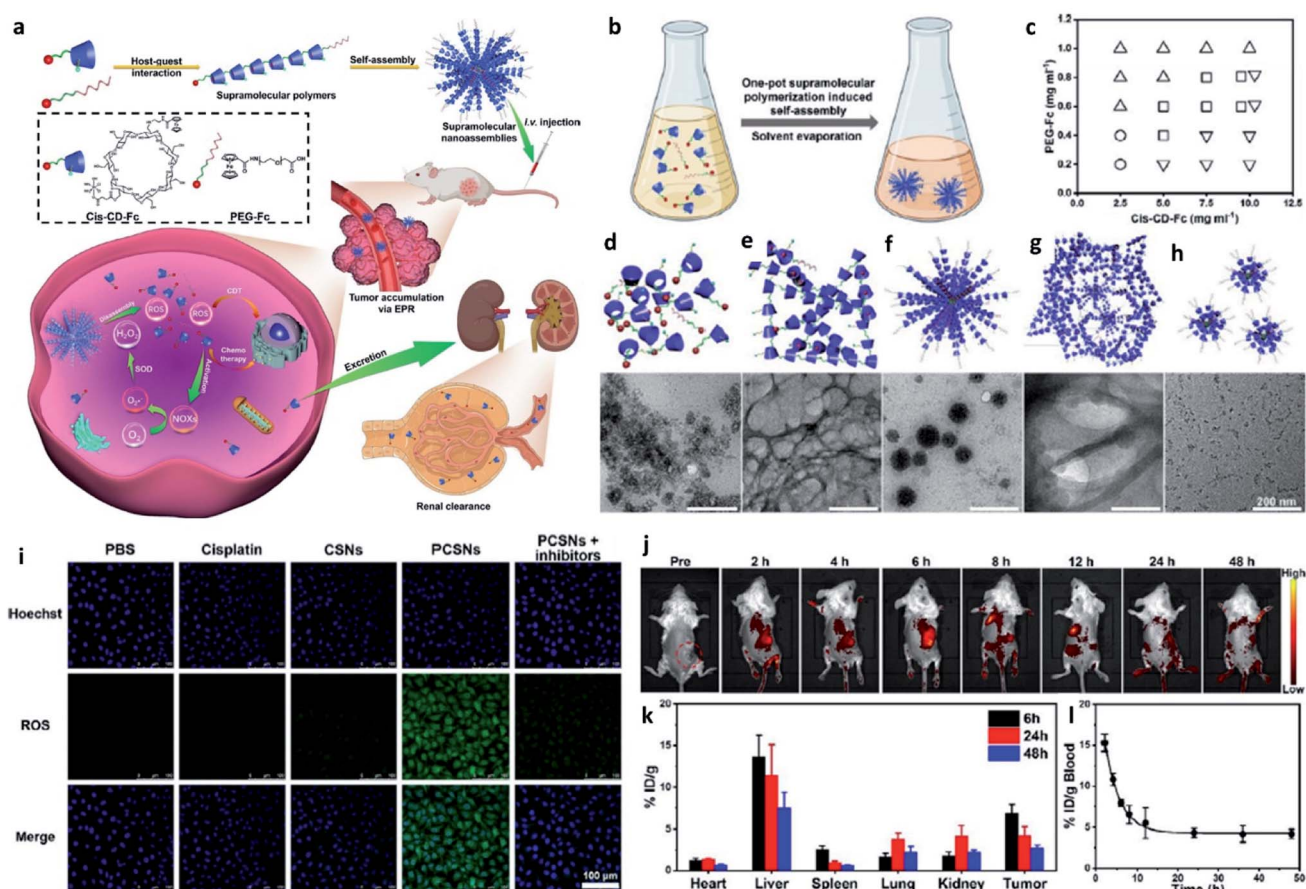 a
Host-guest
interaction
Supramolecular polymers
Self-assembly
Supramolecular
nanoassemblies
i.v. injection
Cis-CD-Fc
PEG-Fc
Tumor accumulation
via EPR
Disassembly
ROS
ROS
CDT
H₂O₂
SOD
Activation
Chemo
therapy
O₂•
NOXs
O₂
Excretion
Renal clearance
b
One-pot supramolecular
polymerization induced
self-assembly
Solvent evaporation
c
PEG-Fc (mg ml⁻¹)
1.2
1.0
0.8
0.6
0.4
0.2
0
0
2.5
5.0
7.5
10.0
12.5
Cis-CD-Fc (mg ml⁻¹)
d
e
f
g
h
200 nm
i
PBS
Cisplatin
CSNs
PCSNs
PCSNs +
inhibitors
Hoechst
ROS
Merge
100 μm
j
Pre
2 h
4 h
6 h
8 h
12 h
24 h
48 h
High
Low
k
% ID/g
20
15
10
5
0
6h
24h
48h
Heart
Liver
Spleen
Lung
Kidney
Tumor
l
% ID/g Blood
20
15
10
5
0
0
10
20
30
40
50
Time (h)